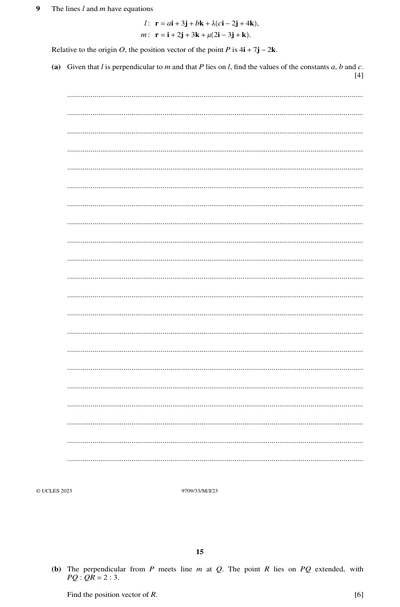 9 The lines l and m have equations
l: r = ai + 3j + bk + λ(ci − 2j + 4k),
m: r = i + 2j + 3k + μ(2i − 3j + k).
Relative to the origin O, the position vector of the point P is 4i + 7j − 2k.
(a) Given that l is perpendicular to m and that P lies on l, find the values of the constants a, b and c.
[4]
© UCLES 2023 9709/33/M/J/23
15
(b) The perpendicular from P meets line m at Q. The point R lies on PQ extended, with
PQ : QR = 2 : 3.
Find the position vector of R. [6]